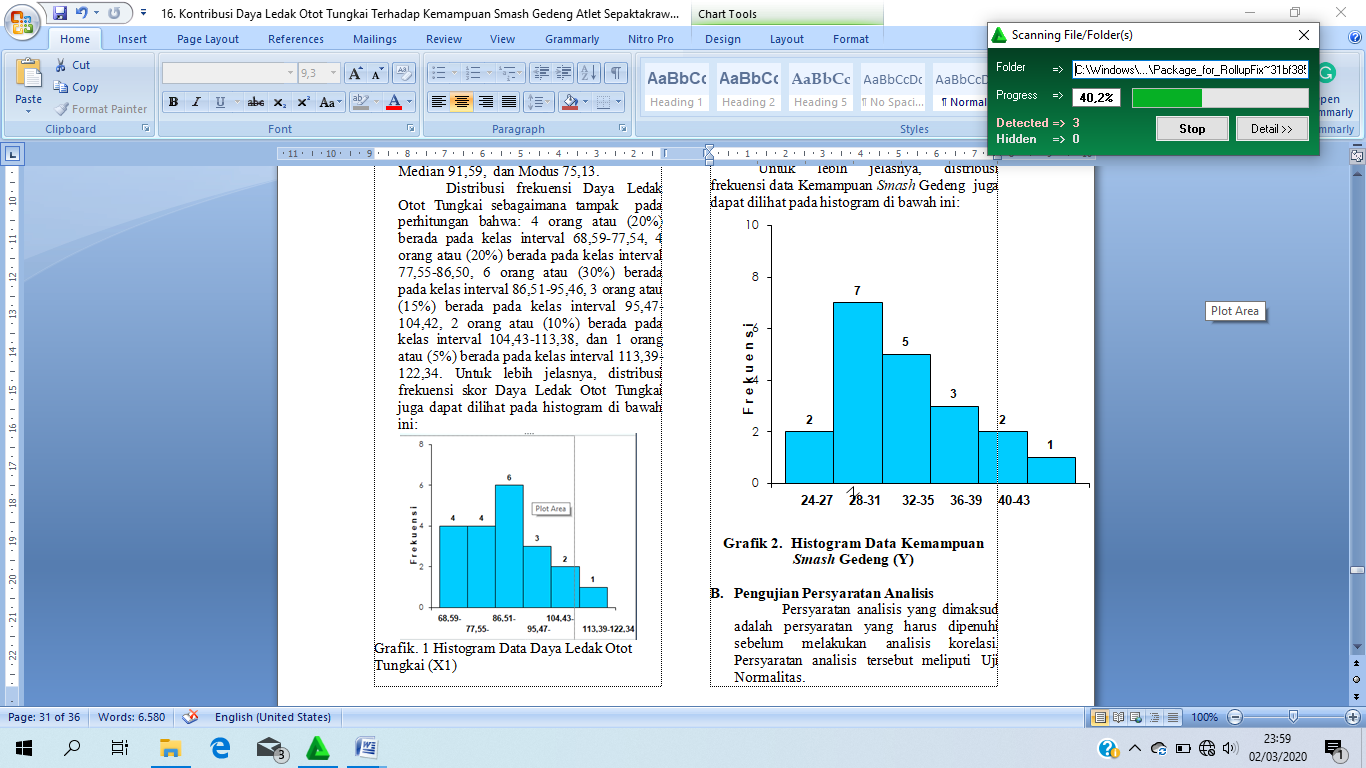 16. Kontribusi Daya Ledak Otot Tungkai Terhadap Kemampuan Smash Gedeng Atlet Sepaktakraw...
Chart Tools
Home Insert Page Layout References Mailings Review View Grammarly Nitro Pro Design Layout Format
Paste
Cut
Copy
Format Painter
Clipboard
9,3
Font
Paragraph
AaBbCc
Heading 1
AaBbCc
Heading 2
AaBbCc
Heading 5
AaBbCcDc
¶ No Spaci...
AaBbCcDc
¶ Normal
Styles
Scanning File/Folder(s)
Folder => C:\Windows\...\Package_for_RollupFix~31bf385
Progress => 40,2%
Detected => 3
Hidden => 0
Stop
Detail >>
Median 91,59, dan Modus 75,13.
Distribusi frekuensi Daya Ledak
Otot Tungkai sebagaimana tampak pada
perhitungan bahwa: 4 orang atau (20%)
berada pada kelas interval 68,59-77,54, 4
orang atau (20%) berada pada kelas interval
77,55-86,50, 6 orang atau (30%) berada
pada kelas interval 86,51-95,46, 3 orang atau
(15%) berada pada kelas interval 95,47-
104,42, 2 orang atau (10%) berada pada
kelas interval 104,43-113,38, dan 1 orang
atau (5%) berada pada kelas interval 113,39-
122,34. Untuk lebih jelasnya, distribusi
frekuensi skor Daya Ledak Otot Tungkai
juga dapat dilihat pada histogram di bawah
ini:
8
6
4
2
0
Frekuensi
4
4
6
3
2
1
Plot Area
68,59- 86,51- 104,43-
77,55- 95,47- 113,39-122,34
Grafik. 1 Histogram Data Daya Ledak Otot
Tungkai (X1)
Untuk lebih jelasnya, distribusi
frekuensi data Kemampuan Smash Gedeng juga
dapat dilihat pada histogram di bawah ini:
10
8
6
4
2
0
Frekuensi
2
7
5
3
2
1
24-27 28-31 32-35 36-39 40-43
Plot Area
Grafik 2. Histogram Data Kemampuan
Smash Gedeng (Y)
B. Pengujian Persyaratan Analisis
Persyaratan analisis yang dimaksud
adalah persyaratan yang harus dipenuhi
sebelum melakukan analisis korelasi.
Persyaratan analisis tersebut meliputi Uji
Normalitas.
Page: 31 of 36 Words: 6.580 English (United States) 100%
3
23:59
02/03/2020
1